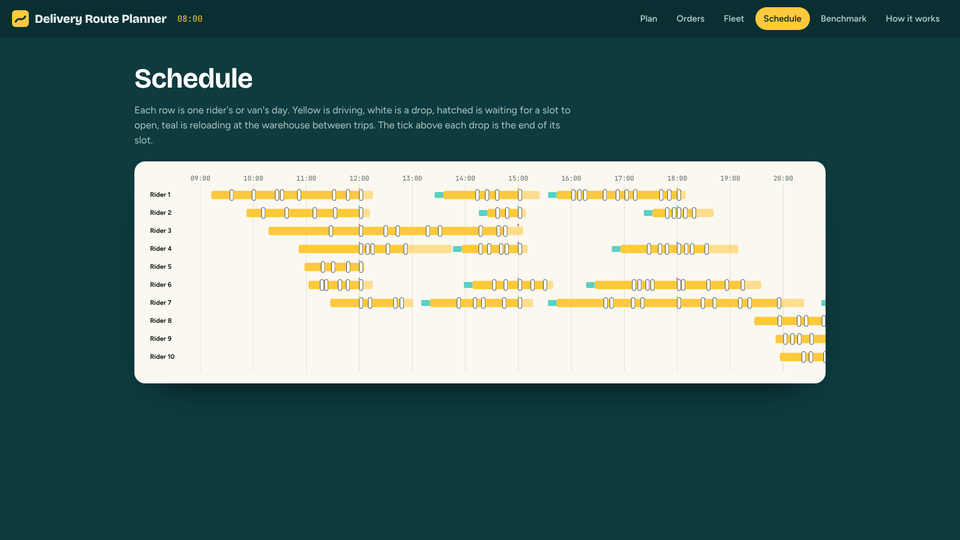 Delivery Route Planner 08:00 Plan Orders Fleet Schedule Benchmark How it works
Schedule
Each row is one rider's or van's day. Yellow is driving, white is a drop, hatched is waiting for a slot to
open, teal is reloading at the warehouse between trips. The tick above each drop is the end of its
slot.
09:00 10:00 11:00 12:00 13:00 14:00 15:00 16:00 17:00 18:00 19:00 20:00
Rider 1
Rider 2
Rider 3
Rider 4
Rider 5
Rider 6
Rider 7
Rider 8
Rider 9
Rider 10